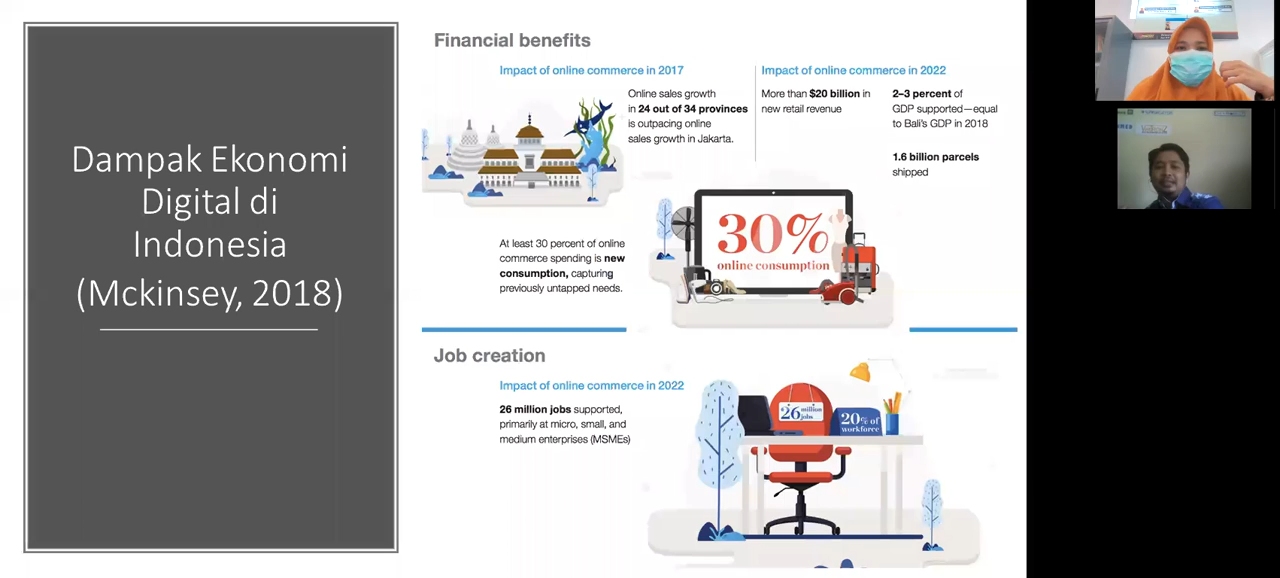 Dampak Ekonomi
Digital di
Indonesia
(Mckinsey, 2018)
Financial benefits
Impact of online commerce in 2017
Online sales growth
in 24 out of 34 provinces
is outpacing online
sales growth in Jakarta.
Impact of online commerce in 2022
More than $20 billion in
new retail revenue
2–3 percent of
GDP supported—equal
to Bali's GDP in 2018
1.6 billion parcels
shipped
At least 30 percent of online
commerce spending is new
consumption, capturing
previously untapped needs.
30%
online consumption
Job creation
Impact of online commerce in 2022
26 million jobs supported,
primarily at micro, small, and
medium enterprises (MSMEs)
26 million
jobs
20% of
workforce